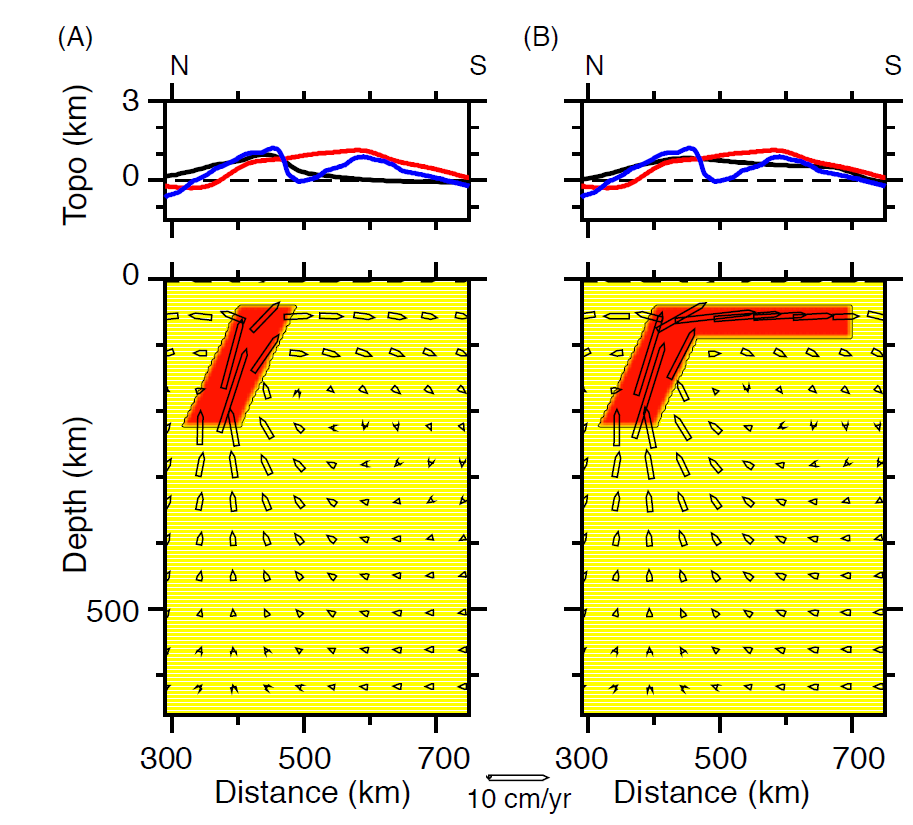 (A)
(B)
N S
N S
Topo (km)
3
0
Depth (km)
0
500
300 500 700
300 500 700
Distance (km)
10 cm/yr
Distance (km)